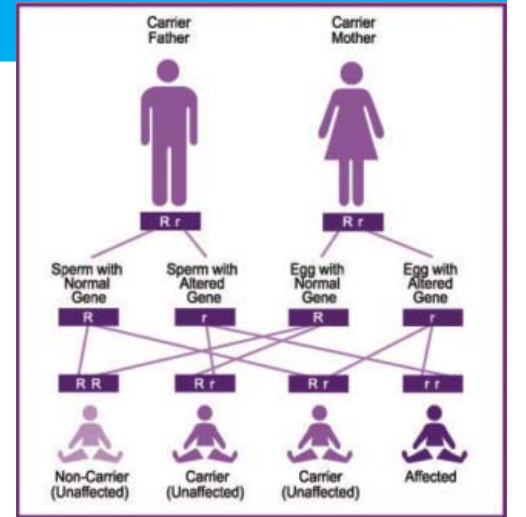 Carrier Father
Carrier Mother
R r
R r
Sperm with Normal Gene
Sperm with Altered Gene
Egg with Normal Gene
Egg with Altered Gene
R
r
R
r
R R
R r
R r
r r
Non-Carrier (Unaffected)
Carrier (Unaffected)
Carrier (Unaffected)
Affected